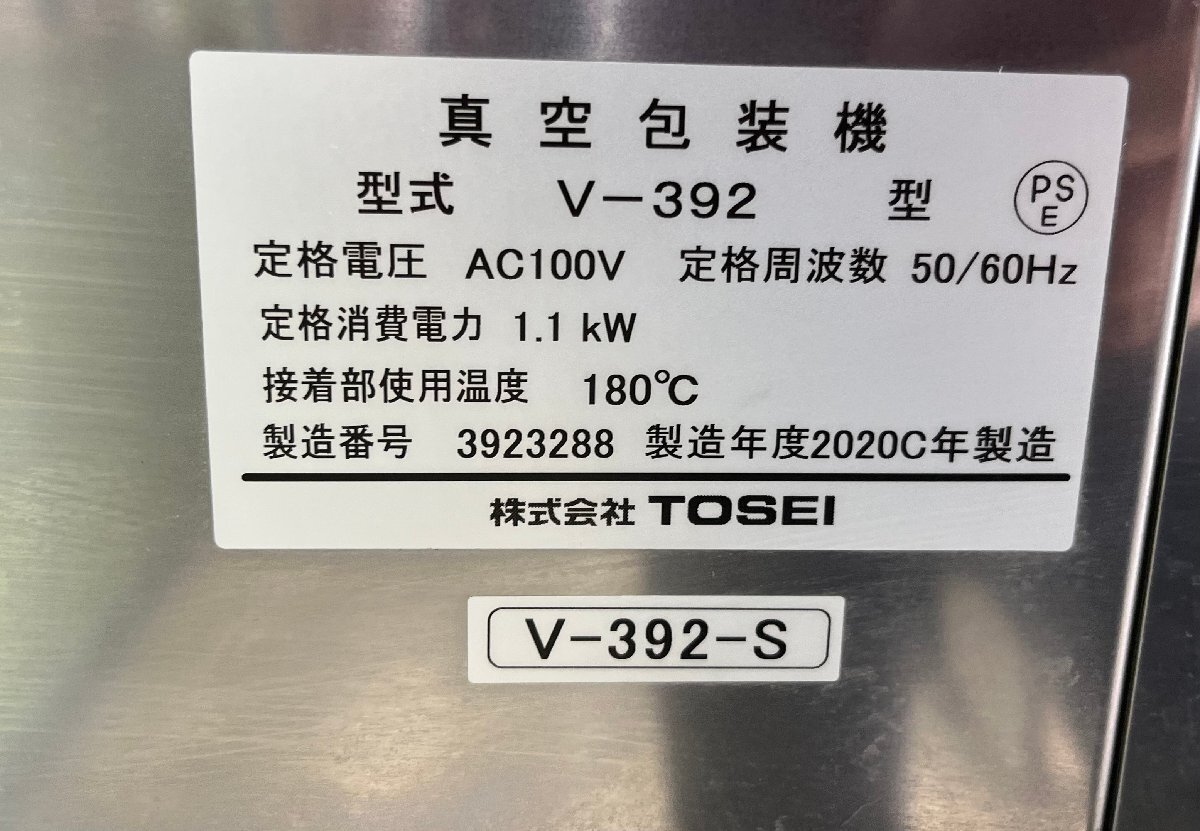 真空包装機
型式 V-392 型 PSE
定格電圧 AC100V 定格周波数 50/60Hz
定格消費電力 1.1 kW
接着部使用温度 180℃
製造番号 3923288 製造年度2020C年製造
株式会社 TOSEI
V-392-S